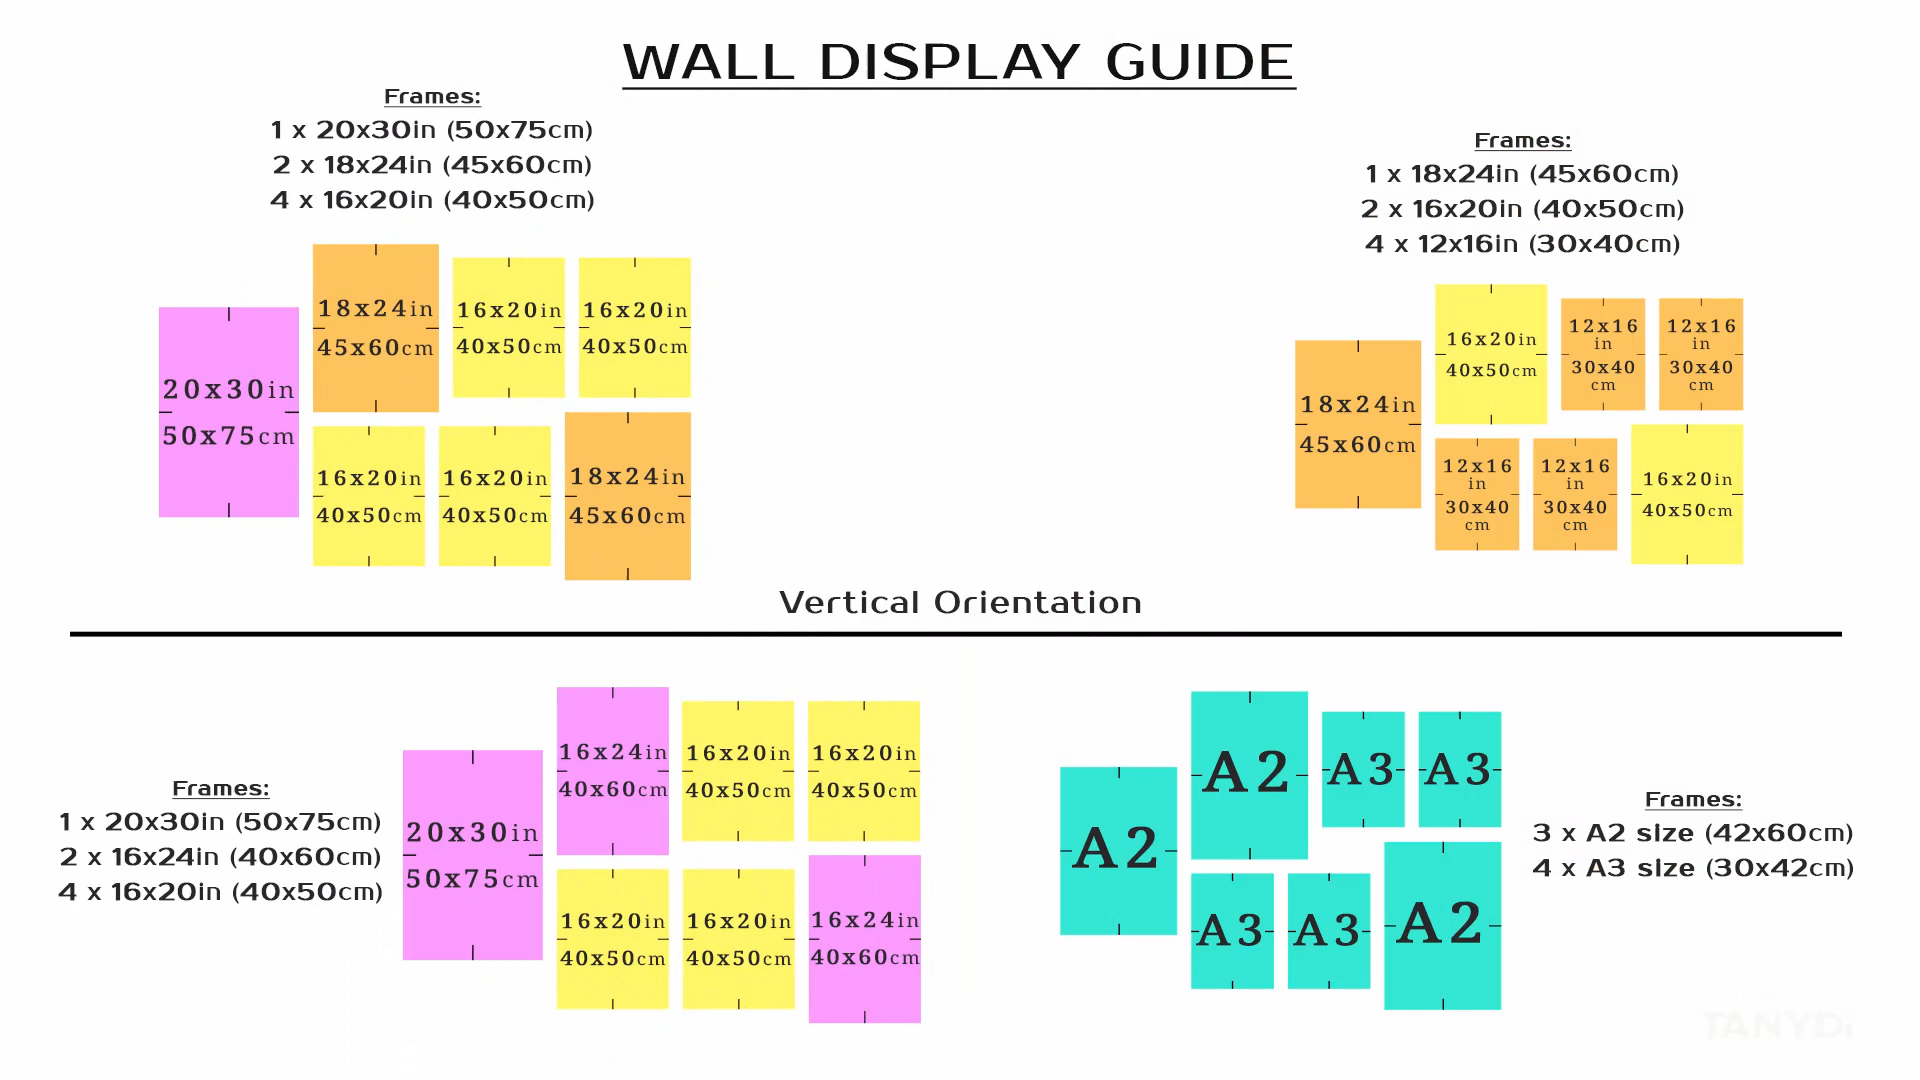 WALL DISPLAY GUIDE
Frames:
1 x 20x30in (50x75cm)
2 x 18x24in (45x60cm)
4 x 16x20in (40x50cm)
20x30in
50x75cm
18x24in
45x60cm
16x20in
40x50cm
16x20in
40x50cm
16x20in
40x50cm
16x20in
40x50cm
18x24in
45x60cm
Frames:
1 x 18x24in (45x60cm)
2 x 16x20in (40x50cm)
4 x 12x16in (30x40cm)
18x24in
45x60cm
16x20in
40x50cm
12x16
in
30x40
cm
12x16
in
30x40
cm
12x16
in
30x40
cm
12x16
in
30x40
cm
16x20in
40x50cm
Vertical Orientation
Frames:
1 x 20x30in (50x75cm)
2 x 16x24in (40x60cm)
4 x 16x20in (40x50cm)
20x30in
50x75cm
16x24in
40x60cm
16x20in
40x50cm
16x20in
40x50cm
16x20in
40x50cm
16x20in
40x50cm
16x24in
40x60cm
A2
A2
A3
A3
A3
A3
A2
Frames:
3 x A2 size (42x60cm)
4 x A3 size (30x42cm)
TANYDi